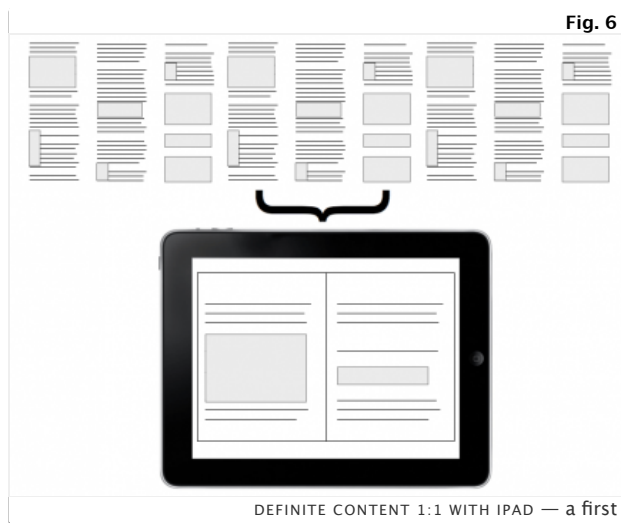 Fig. 6
DEFINITE CONTENT 1:1 WITH IPAD — a first